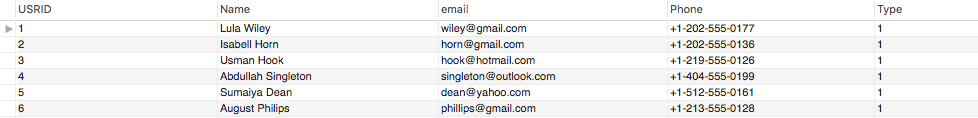 USRID Name email Phone Type
1 Lula Wiley wiley@gmail.com +1-202-555-0177 1
2 Isabell Horn horn@gmail.com +1-202-555-0136 1
3 Usman Hook hook@hotmail.com +1-219-555-0126 1
4 Abdullah Singleton singleton@outlook.com +1-404-555-0199 1
5 Sumaiya Dean dean@yahoo.com +1-512-555-0161 1
6 August Philips phillips@gmail.com +1-213-555-0128 1